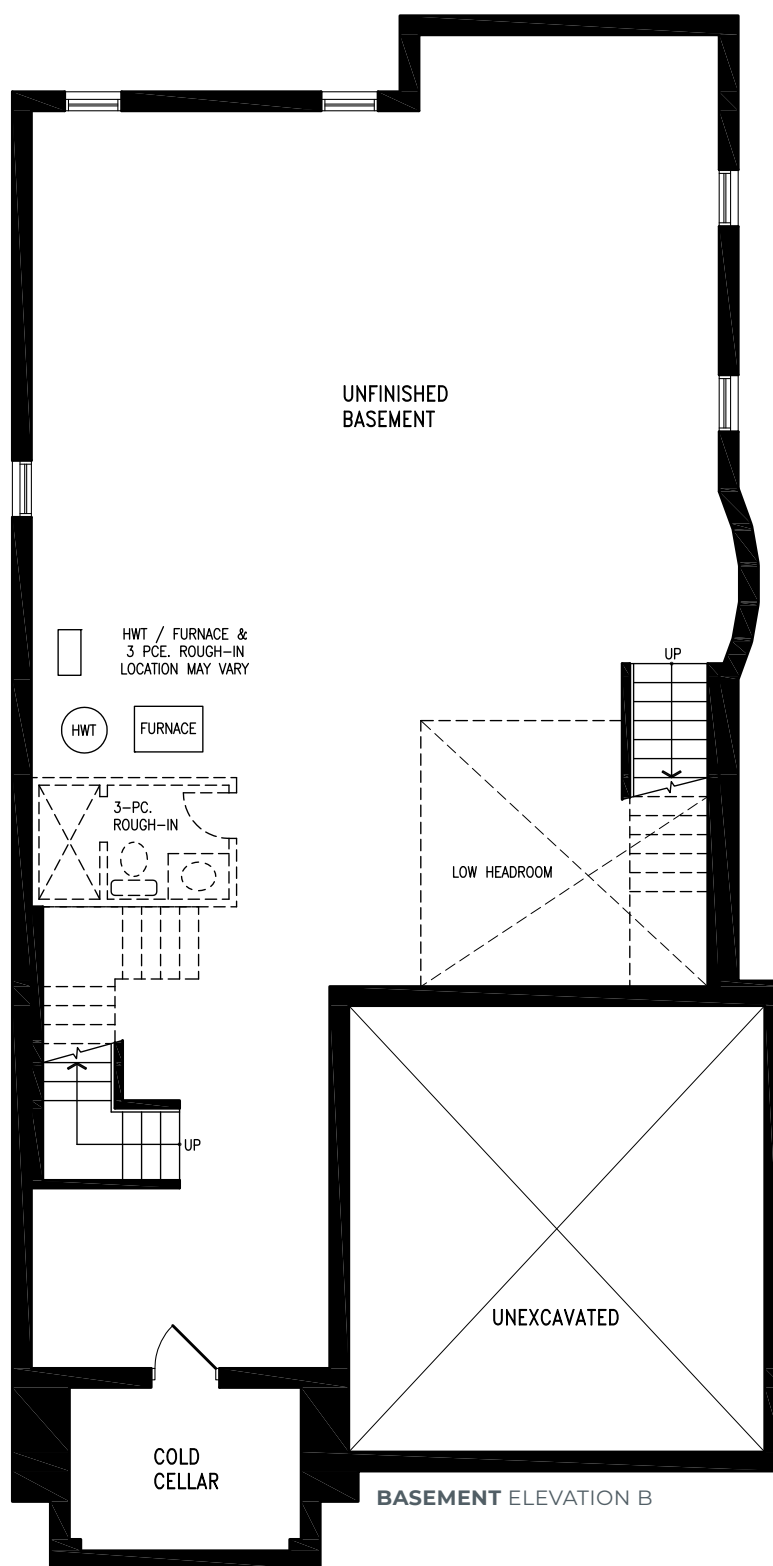 UNFINISHED
BASEMENT
HWT / FURNACE &
3 PCE. ROUGH-IN
LOCATION MAY VARY
UP
HWT
FURNACE
3-PC.
ROUGH-IN
LOW HEADROOM
UP
UNEXCAVATED
COLD
CELLAR
BASEMENT ELEVATION B